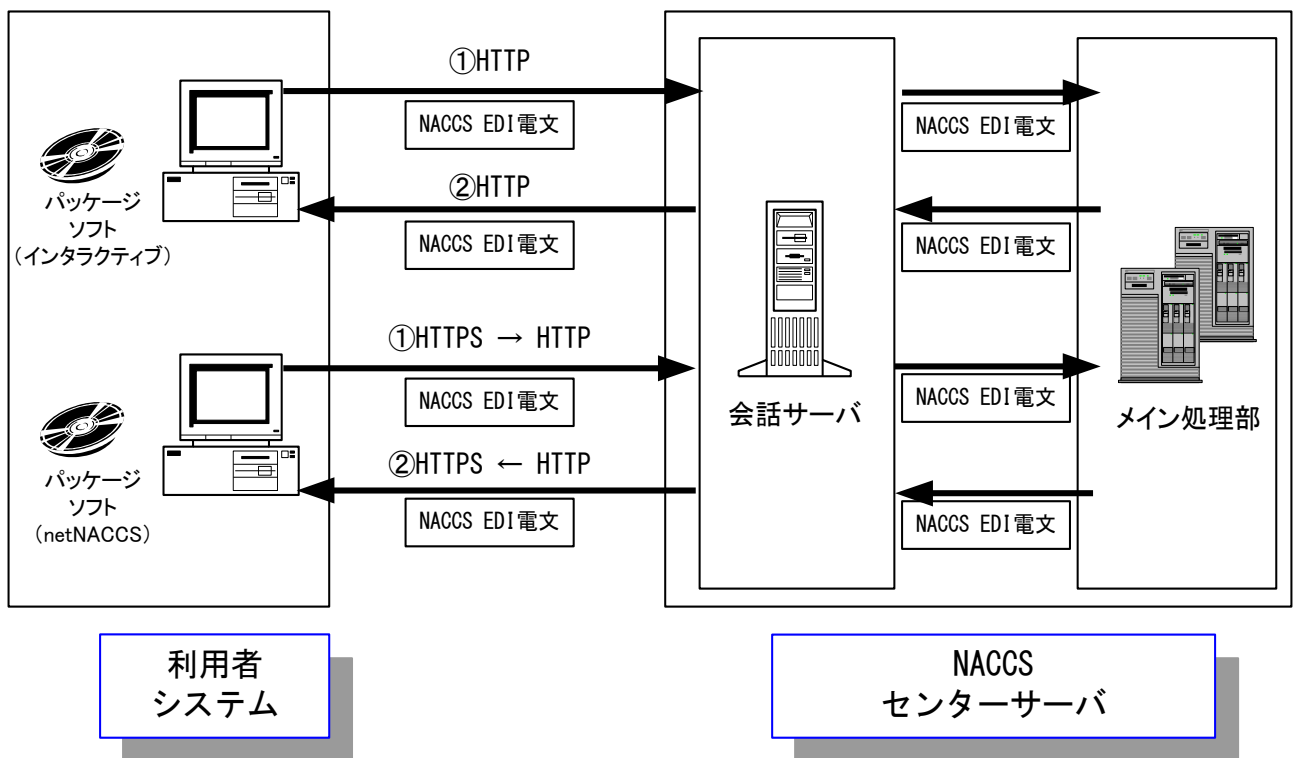 ①HTTP
NACCS EDI電文
NACCS EDI電文
②HTTP
NACCS EDI電文
NACCS EDI電文
パッケージ
ソフト
(インタラクティブ)
①HTTPS → HTTP
NACCS EDI電文
NACCS EDI電文
会話サーバ
メイン処理部
②HTTPS ← HTTP
NACCS EDI電文
NACCS EDI電文
パッケージ
ソフト
(netNACCS)
利用者
システム
NACCS
センターサーバ